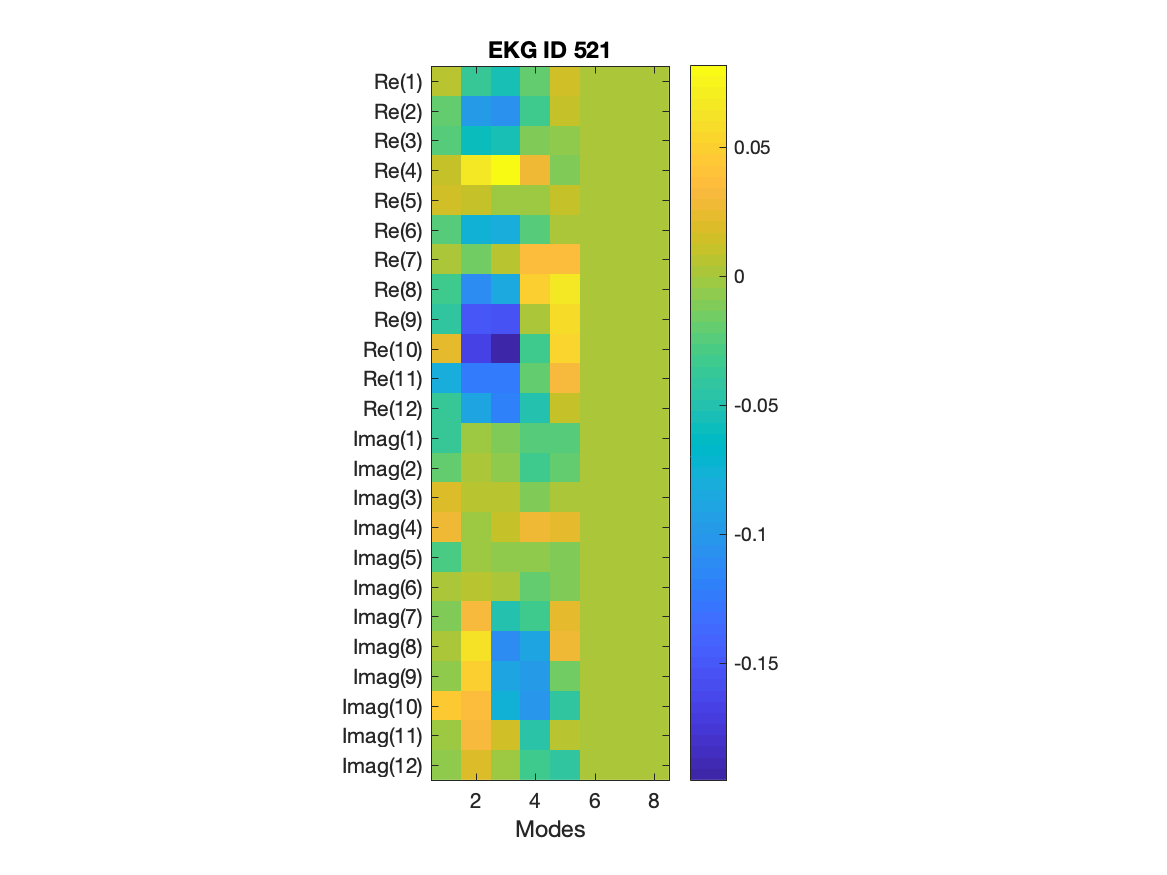 EKG ID 521
Re(1)
Re(2)
Re(3)
Re(4)
Re(5)
Re(6)
Re(7)
Re(8)
Re(9)
Re(10)
Re(11)
Re(12)
Imag(1)
Imag(2)
Imag(3)
Imag(4)
Imag(5)
Imag(6)
Imag(7)
Imag(8)
Imag(9)
Imag(10)
Imag(11)
Imag(12)
2 4 6 8
Modes
0.05
0
-0.05
-0.1
-0.15